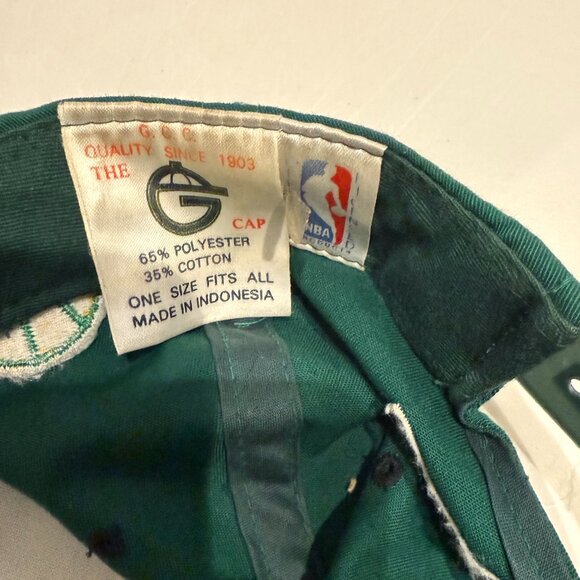 G. C. C.
QUALITY SINCE 1903
THE
G
CAP
65% POLYESTER
35% COTTON
ONE SIZE FITS ALL
MADE IN INDONESIA
NBA